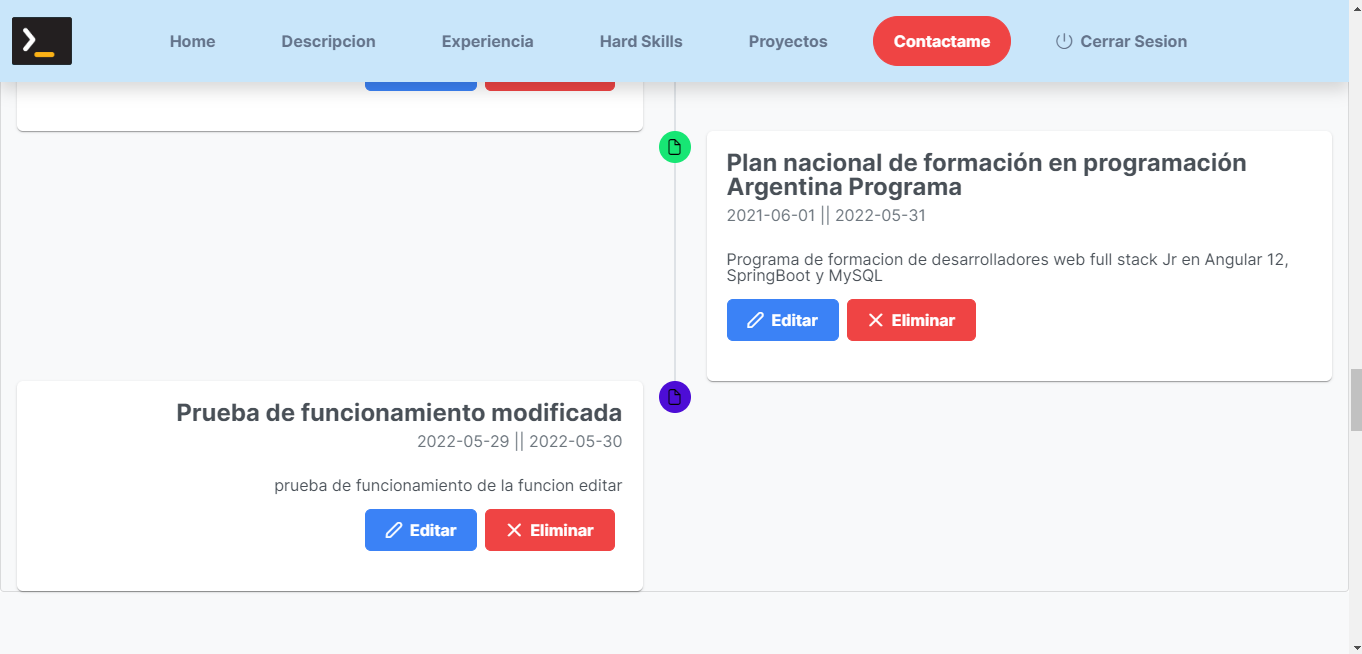 Home
Descripcion
Experiencia
Hard Skills
Proyectos
Contactame
Cerrar Sesion
Plan nacional de formación en programación
Argentina Programa
2021-06-01 || 2022-05-31
Programa de formacion de desarrolladores web full stack Jr en Angular 12,
SpringBoot y MySQL
Editar
Eliminar
Prueba de funcionamiento modificada
2022-05-29 || 2022-05-30
prueba de funcionamiento de la funcion editar
Editar
Eliminar